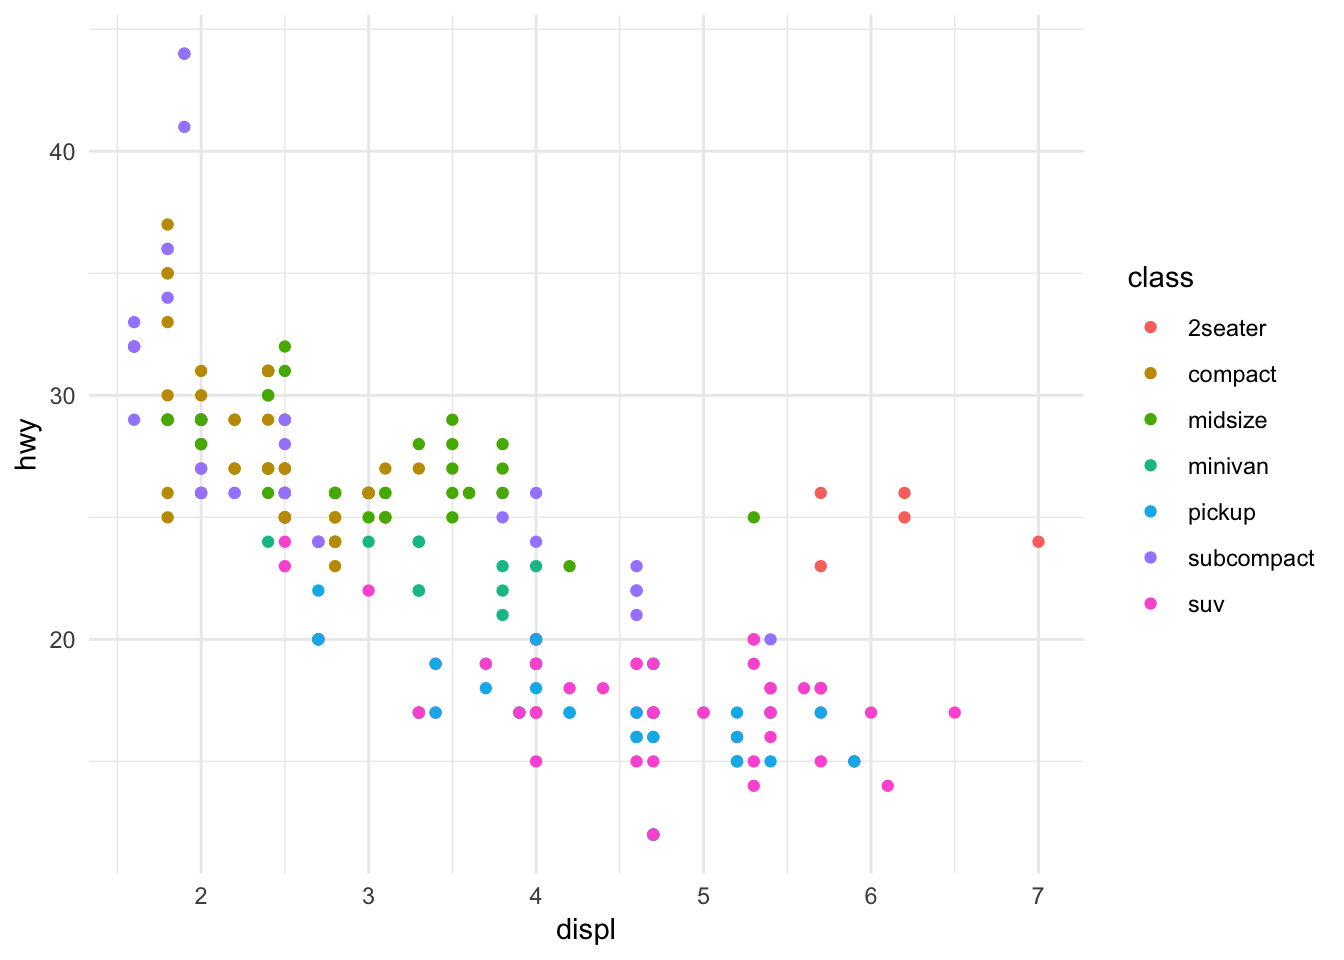 40
30
20
hwy
2
3
4
5
6
7
displ
class
2seater
compact
midsize
minivan
pickup
subcompact
suv